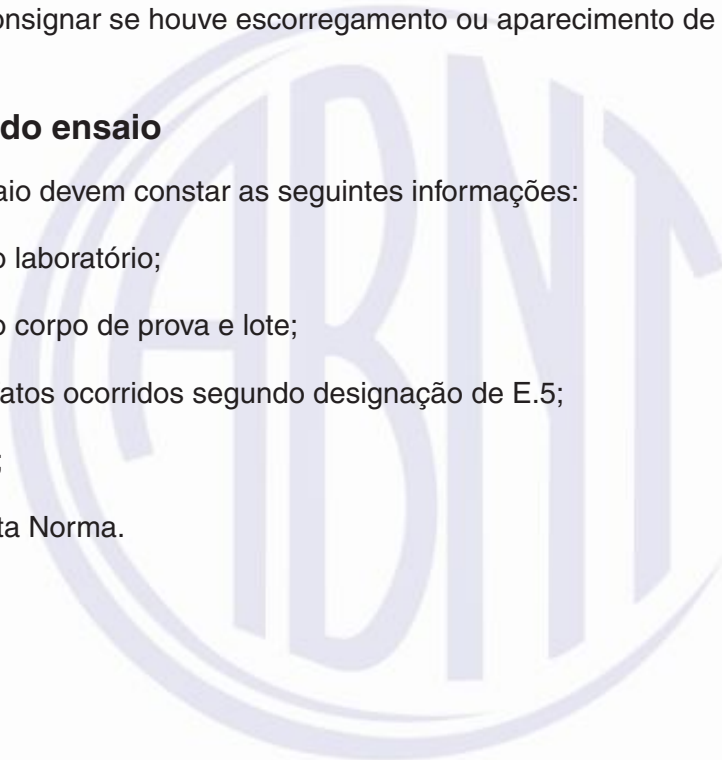 onsignar se houve escorregamento ou aparecimento de
do ensaio
aio devem constar as seguintes informações:
o laboratório;
o corpo de prova e lote;
atos ocorridos segundo designação de E.5;
;
ta Norma.
ABNT